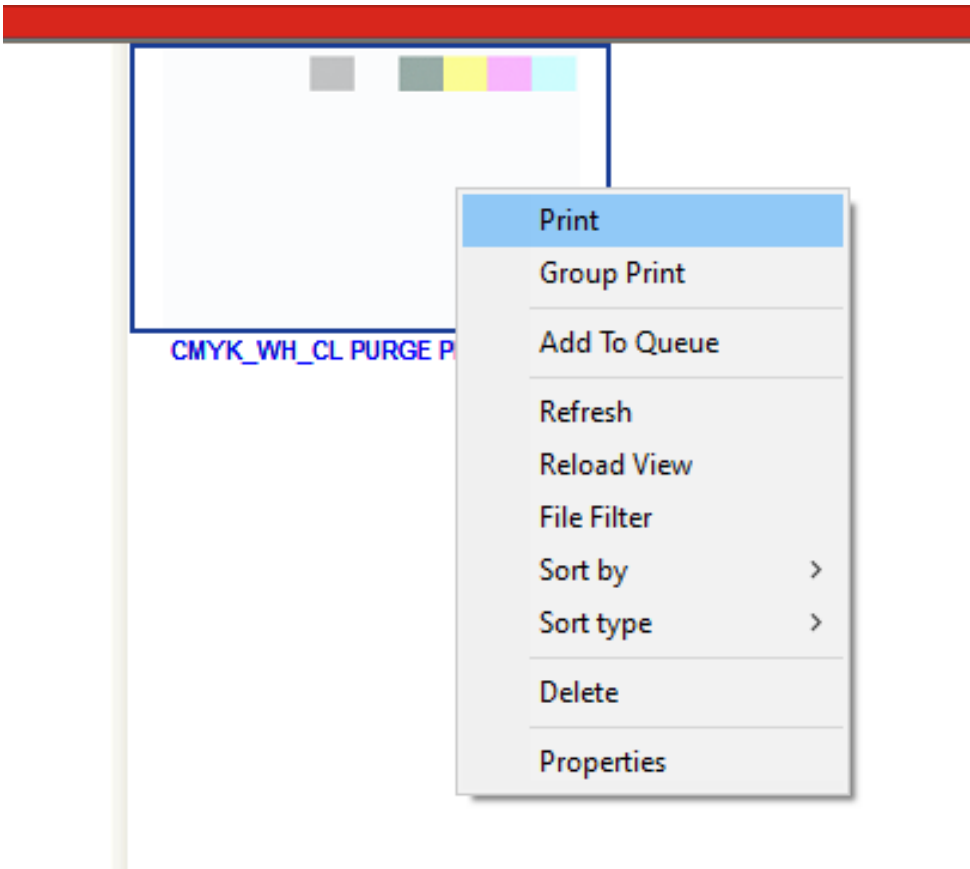 CMYK_WH_CL PURGE
Print
Group Print
Add To Queue
Refresh
Reload View
File Filter
Sort by
Sort type
Delete
Properties